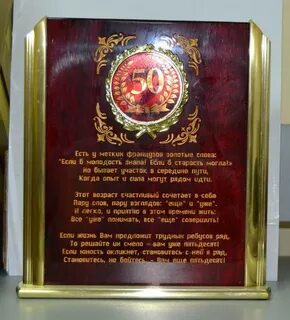 50
Есть у метких французов золотые слова:
"Если б молодость знала! Если б старость могла!"
Но бывает участок в середине пути,
Когда опыт и сила могут рядом идти.
Этот возраст счастливый сочетает в себе
Пару слов, пару взглядов: "еще" и "уже".
И легко, и приятно в этом времени жить:
Все "уже" понимать, все "еще" совершить!
Если жизнь Вам предложит трудных ребусов ряд,
То решайте их смело - вам уже пятьдесят!
Если юность окликнет, становитесь с ней в ряд,
Становитесь, не бойтесь, - Вам еще пятьдесят!